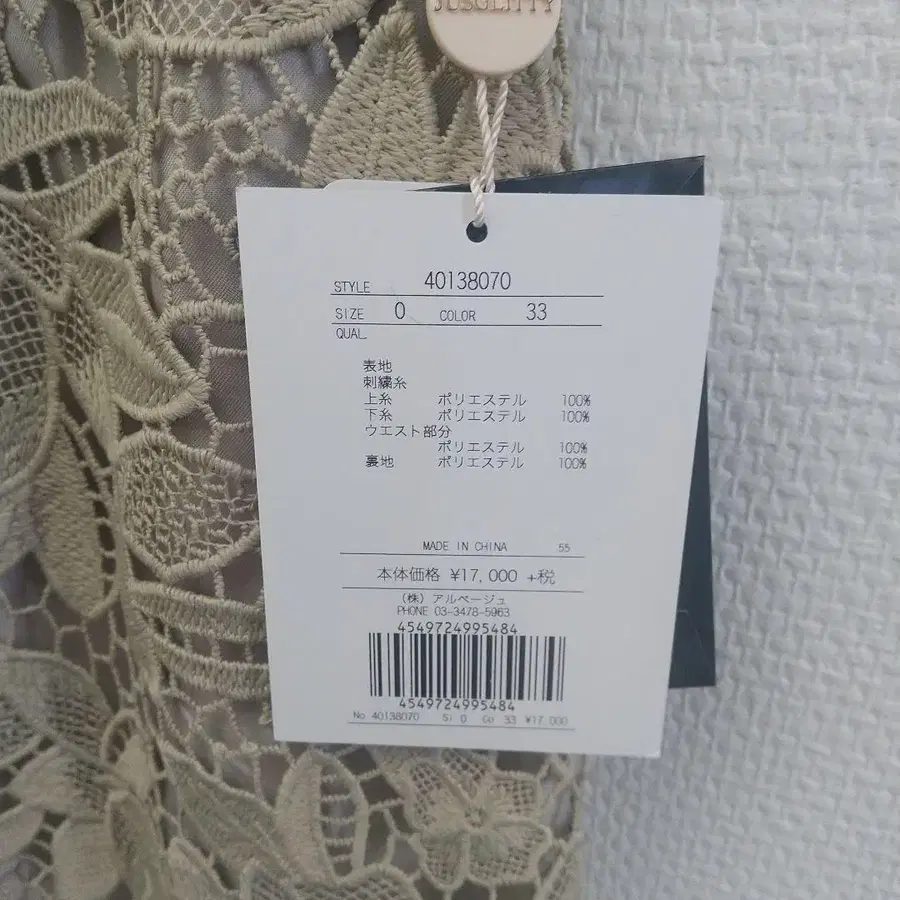 JUSGLITTY
STYLE 40138070
SIZE 0 COLOR 33
QUAL.
表地
刺繍糸
上糸 ポリエステル 100%
下糸 ポリエステル 100%
ウエスト部分
ポリエステル 100%
裏地 ポリエステル 100%
MADE IN CHINA 55
本体価格 ¥17,000 +税
(株) アルページュ
PHONE 03-3478-5963
4549724995484
4549724995484
No 40138070 Si 0 Co 33 ¥17,000